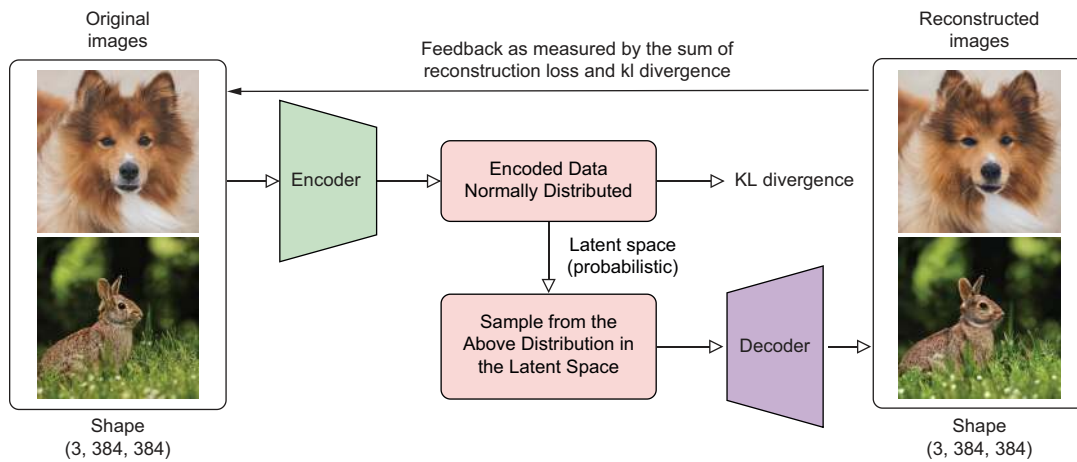 Original
images
Feedback as measured by the sum of
reconstruction loss and kl divergence
Reconstructed
images
Encoder
Encoded Data
Normally Distributed
KL divergence
Latent space
(probabilistic)
Sample from the
Above Distribution in
the Latent Space
Decoder
Shape
(3, 384, 384)
Shape
(3, 384, 384)